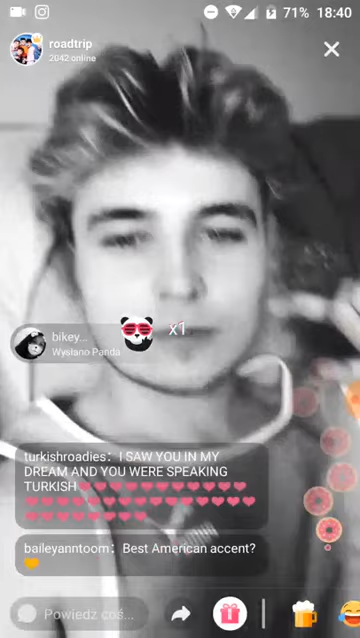 71% 18:40
roadtrip
2042 online
x1
bikey...
Wysłano Panda
turkishroadies: I SAW YOU IN MY
DREAM AND YOU WERE SPEAKING
TURKISH❤❤❤❤❤❤❤❤❤❤❤
❤❤❤❤❤❤❤❤❤❤❤❤❤❤❤
❤❤❤❤❤❤❤❤
baileyanntoom: Best American accent?
🧡
Powiedz coś...